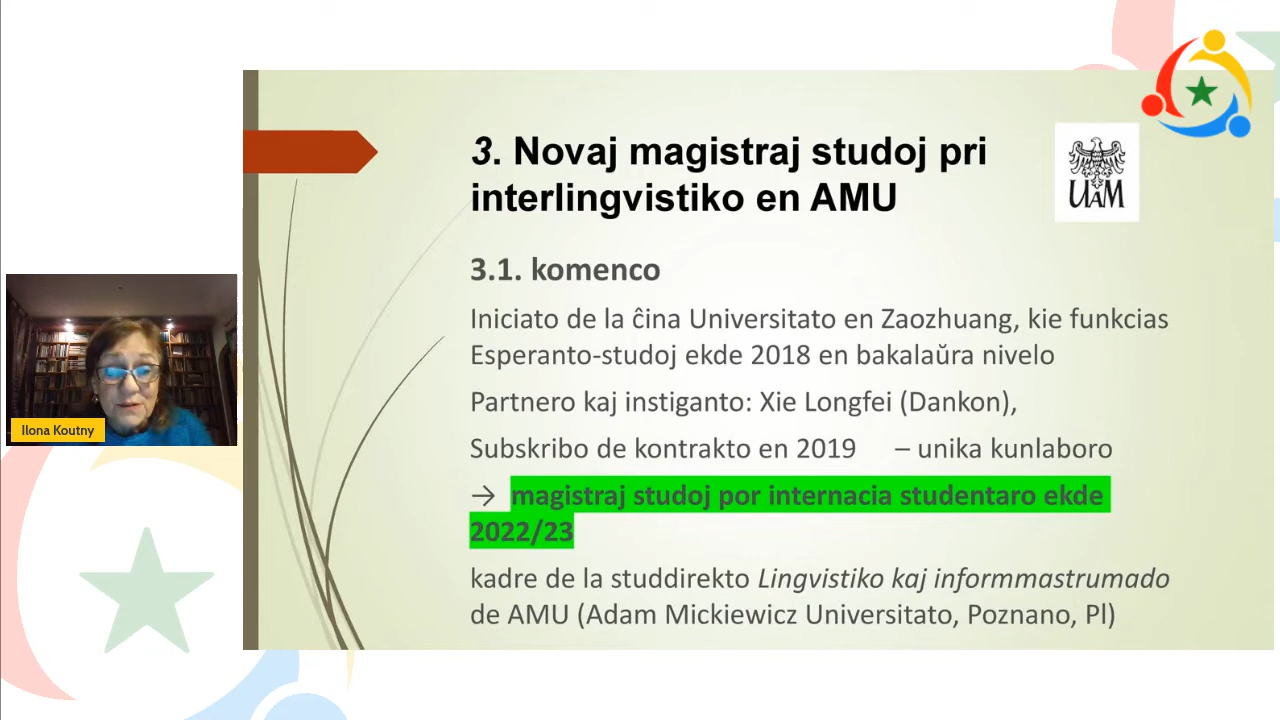 3. Novaj magistraj studoj pri
interlingvistiko en AMU
UAM
3.1. komenco
Iniciato de la ĉina Universitato en Zaozhuang, kie funkcias
Esperanto-studoj ekde 2018 en bakalaŭra nivelo
Partnero kaj instiganto: Xie Longfei (Dankon),
Subskribo de kontrakto en 2019 – unika kunlaboro
→ magistraj studoj por internacia studentaro ekde
2022/23
kadre de la studdirekto Lingvistiko kaj informmastrumado
de AMU (Adam Mickiewicz Universitato, Poznano, Pl)
Ilona Koutny